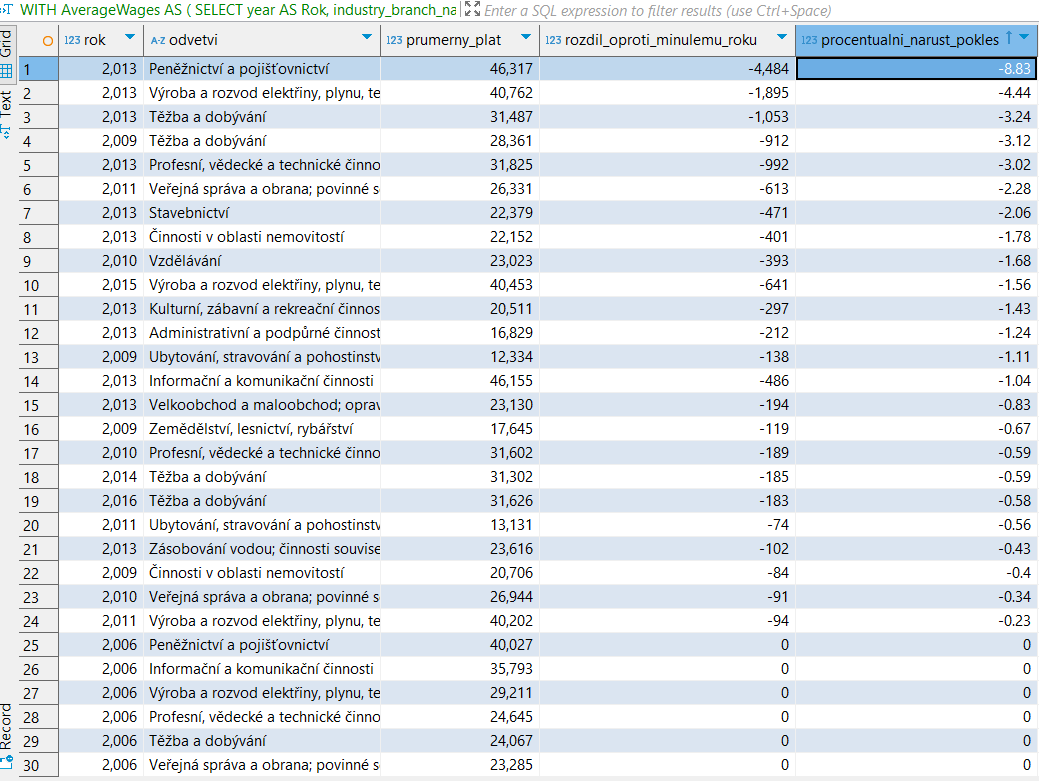 WITH AverageWages AS ( SELECT year AS Rok, industry_branch_na Enter a SQL expression to filter results (use Ctrl+Space)
Grid
Text
Record
123 rok A-Z odvetvi 123 prumerny_plat 123 rozdil_oproti_minulemu_roku 123 procentualni_narust_pokles
1 2,013 Peněžnictví a pojišťovnictví 46,317 -4,484 -8.83
2 2,013 Výroba a rozvod elektřiny, plynu, te 40,762 -1,895 -4.44
3 2,013 Těžba a dobývání 31,487 -1,053 -3.24
4 2,009 Těžba a dobývání 28,361 -912 -3.12
5 2,013 Profesní, vědecké a technické činno 31,825 -992 -3.02
6 2,011 Veřejná správa a obrana; povinné s 26,331 -613 -2.28
7 2,013 Stavebnictví 22,379 -471 -2.06
8 2,013 Činnosti v oblasti nemovitostí 22,152 -401 -1.78
9 2,010 Vzdělávání 23,023 -393 -1.68
10 2,015 Výroba a rozvod elektřiny, plynu, te 40,453 -641 -1.56
11 2,013 Kulturní, zábavní a rekreační činnos 20,511 -297 -1.43
12 2,013 Administrativní a podpůrné činnost 16,829 -212 -1.24
13 2,009 Ubytování, stravování a pohostinstv 12,334 -138 -1.11
14 2,013 Informační a komunikační činnosti 46,155 -486 -1.04
15 2,013 Velkoobchod a maloobchod; oprav 23,130 -194 -0.83
16 2,009 Zemědělství, lesnictví, rybářství 17,645 -119 -0.67
17 2,010 Profesní, vědecké a technické činno 31,602 -189 -0.59
18 2,014 Těžba a dobývání 31,302 -185 -0.59
19 2,016 Těžba a dobývání 31,626 -183 -0.58
20 2,011 Ubytování, stravování a pohostinstv 13,131 -74 -0.56
21 2,013 Zásobování vodou; činnosti souvise 23,616 -102 -0.43
22 2,009 Činnosti v oblasti nemovitostí 20,706 -84 -0.4
23 2,010 Veřejná správa a obrana; povinné s 26,944 -91 -0.34
24 2,011 Výroba a rozvod elektřiny, plynu, te 40,202 -94 -0.23
25 2,006 Peněžnictví a pojišťovnictví 40,027 0 0
26 2,006 Informační a komunikační činnosti 35,793 0 0
27 2,006 Výroba a rozvod elektřiny, plynu, te 29,211 0 0
28 2,006 Profesní, vědecké a technické činno 24,645 0 0
29 2,006 Těžba a dobývání 24,067 0 0
30 2,006 Veřejná správa a obrana; povinné s 23,285 0 0